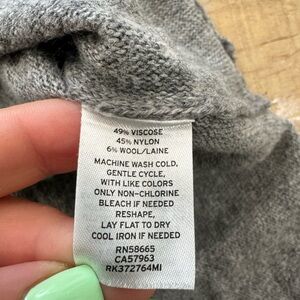 49% VISCOSE
45% NYLON
6% WOOL/LAINE
MACHINE WASH COLD,
GENTLE CYCLE,
WITH LIKE COLORS
ONLY NON-CHLORINE
BLEACH IF NEEDED
RESHAPE,
LAY FLAT TO DRY
COOL IRON IF NEEDED
RN58665
CA57963
RK372764MI